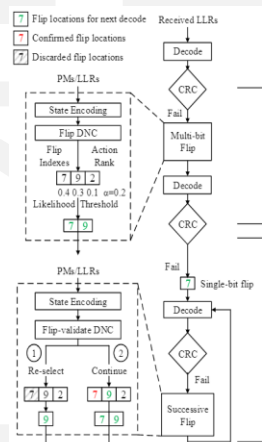 7 Flip locations for next decode
7 Confirmed flip locations
7 Discarded flip locations
Received LLRs
Decode
CRC
Fail
PMs/LLRs
State Encoding
Flip DNC
Flip Indexes
Action Rank
7 9 2
0.4 0.3 0.1 α=0.2
Likelihood Threshold
7 9
Multi-bit Flip
Decode
CRC
Fail
7 Single-bit flip
PMs/LLRs
State Encoding
Flip-validate DNC
1
2
Re-select
Continue
7 9 2
7 9 2
9
7 9
Decode
CRC
Fail
Successive Flip